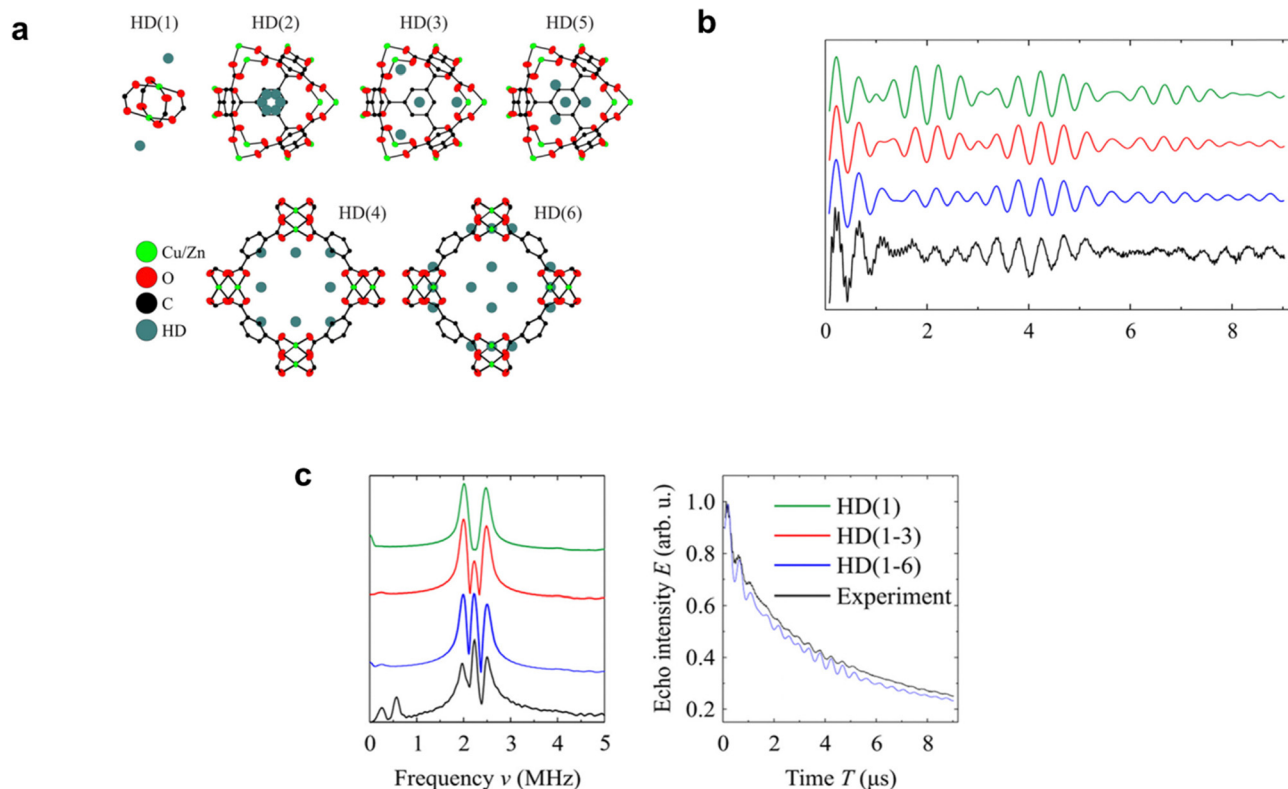 a
HD(1) HD(2) HD(3) HD(5)
HD(4) HD(6)
Cu/Zn
O
C
HD
b
0 2 4 6 8
c
0 1 2 3 4 5
Frequency ν (MHz)
Echo intensity E (arb. u.)
1.0
0.8
0.6
0.4
0.2
HD(1)
HD(1-3)
HD(1-6)
Experiment
0 2 4 6 8
Time T (μs)